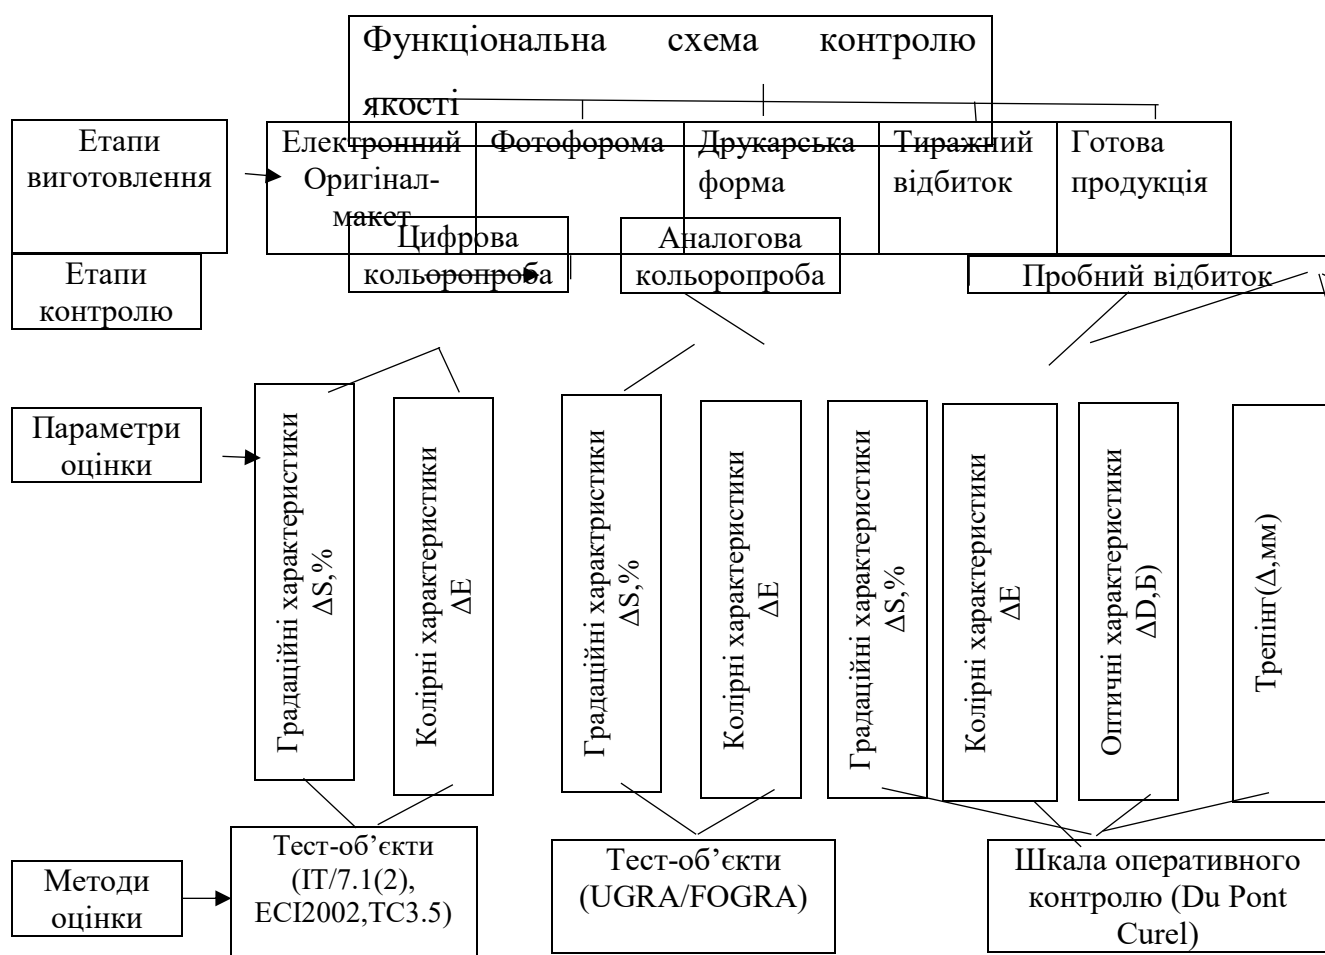 Функціональна схема контролю
якості
Етапи
виготовлення
Електронний
Оригінал-
макет
Фотофорома
Друкарська
форма
Тиражний
відбиток
Готова
продукція
Етапи
контролю
Цифрова
кольоропроба
Аналогова
кольоропроба
Пробний відбиток
Параметри
оцінки
Градаційні характеристики
ΔS,%
Колірні характеристики
ΔE
Градаційні характртристики
ΔS,%
Колірні характеристики
ΔE
Градаційні характеристики
ΔS,%
Колірні характеристики
ΔE
Оптичні характеристики
ΔD,Б)
Трепінг(Δ,мм)
Методи
оцінки
Тест-об’єкти
(IT/7.1(2),
ECI2002,TC3.5)
Тест-об’єкти
(UGRA/FOGRA)
Шкала оперативного
контролю (Du Pont
Curel)